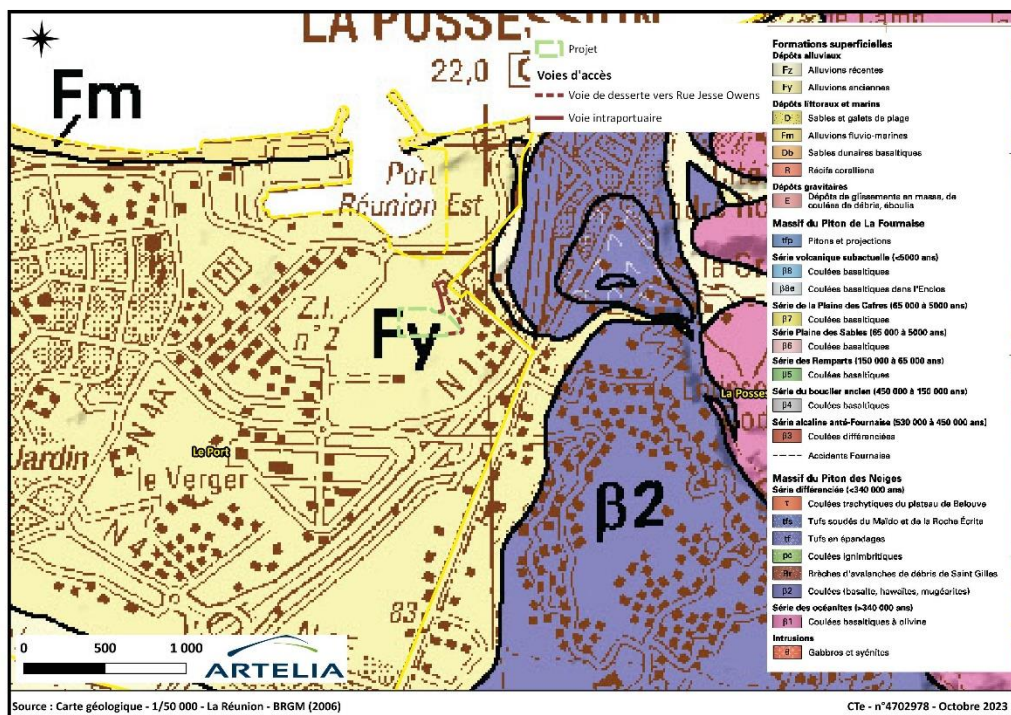 LA POSSESSION
22,0
Fm
Port
Réunion Est
Z.I.
n°2
Fy
Jardin
Le Port
le Verger
β2
83
La Posses
Projet
Voies d'accès
Voie de desserte vers Rue Jesse Owens
Voie intraportuaire
Formations superficielles
Dépôts alluviaux
Fz Alluvions récentes
Fy Alluvions anciennes
Dépôts littoraux et marins
D Sables et galets de plage
Fm Alluvions fluvio-marines
Db Sables dunaires basaltiques
R Récifs coralliens
Dépôts gravitaires
E Dépôts de glissements en masse, de
coulées de débris, éboulis
Massif du Piton de La Fournaise
tfp Pitons et projections
Série volcanique subactuelle (<5000 ans)
β8 Coulées basaltiques
β8e Coulées basaltiques dans l'Enclos
Série de la Plaine des Cafres (65 000 à 5000 ans)
β7 Coulées basaltiques
Série Plaine des Sables (65 000 à 5000 ans)
β6 Coulées basaltiques
Série des Remparts (150 000 à 65 000 ans)
β5 Coulées basaltiques
Série du bouclier ancien (450 000 à 150 000 ans)
β4 Coulées basaltiques
Série alcaline anté-Fournaise (530 000 à 450 000 ans)
β3 Coulées différenciées
Accidents Fournaise
Massif du Piton des Neiges
Série différenciée (<340 000 ans)
τ Coulées trachytiques du plateau de Belouve
tfs Tufs soudés du Maïdo et de la Roche Écrite
tf Tufs en épandages
pc Coulées ignimbritiques
Br Brèches d'avalanches de débris de Saint Gilles
β2 Coulées (basalte, hawaïtes, mugéarites)
Série des océanites (>340 000 ans)
β1 Coulées basaltiques à olivine
Intrusions
θ Gabbros et syénites
0 500 1 000
ARTELIA
Source : Carte géologique - 1/50 000 - La Réunion - BRGM (2006)
CTe - n°4702978 - Octobre 2023